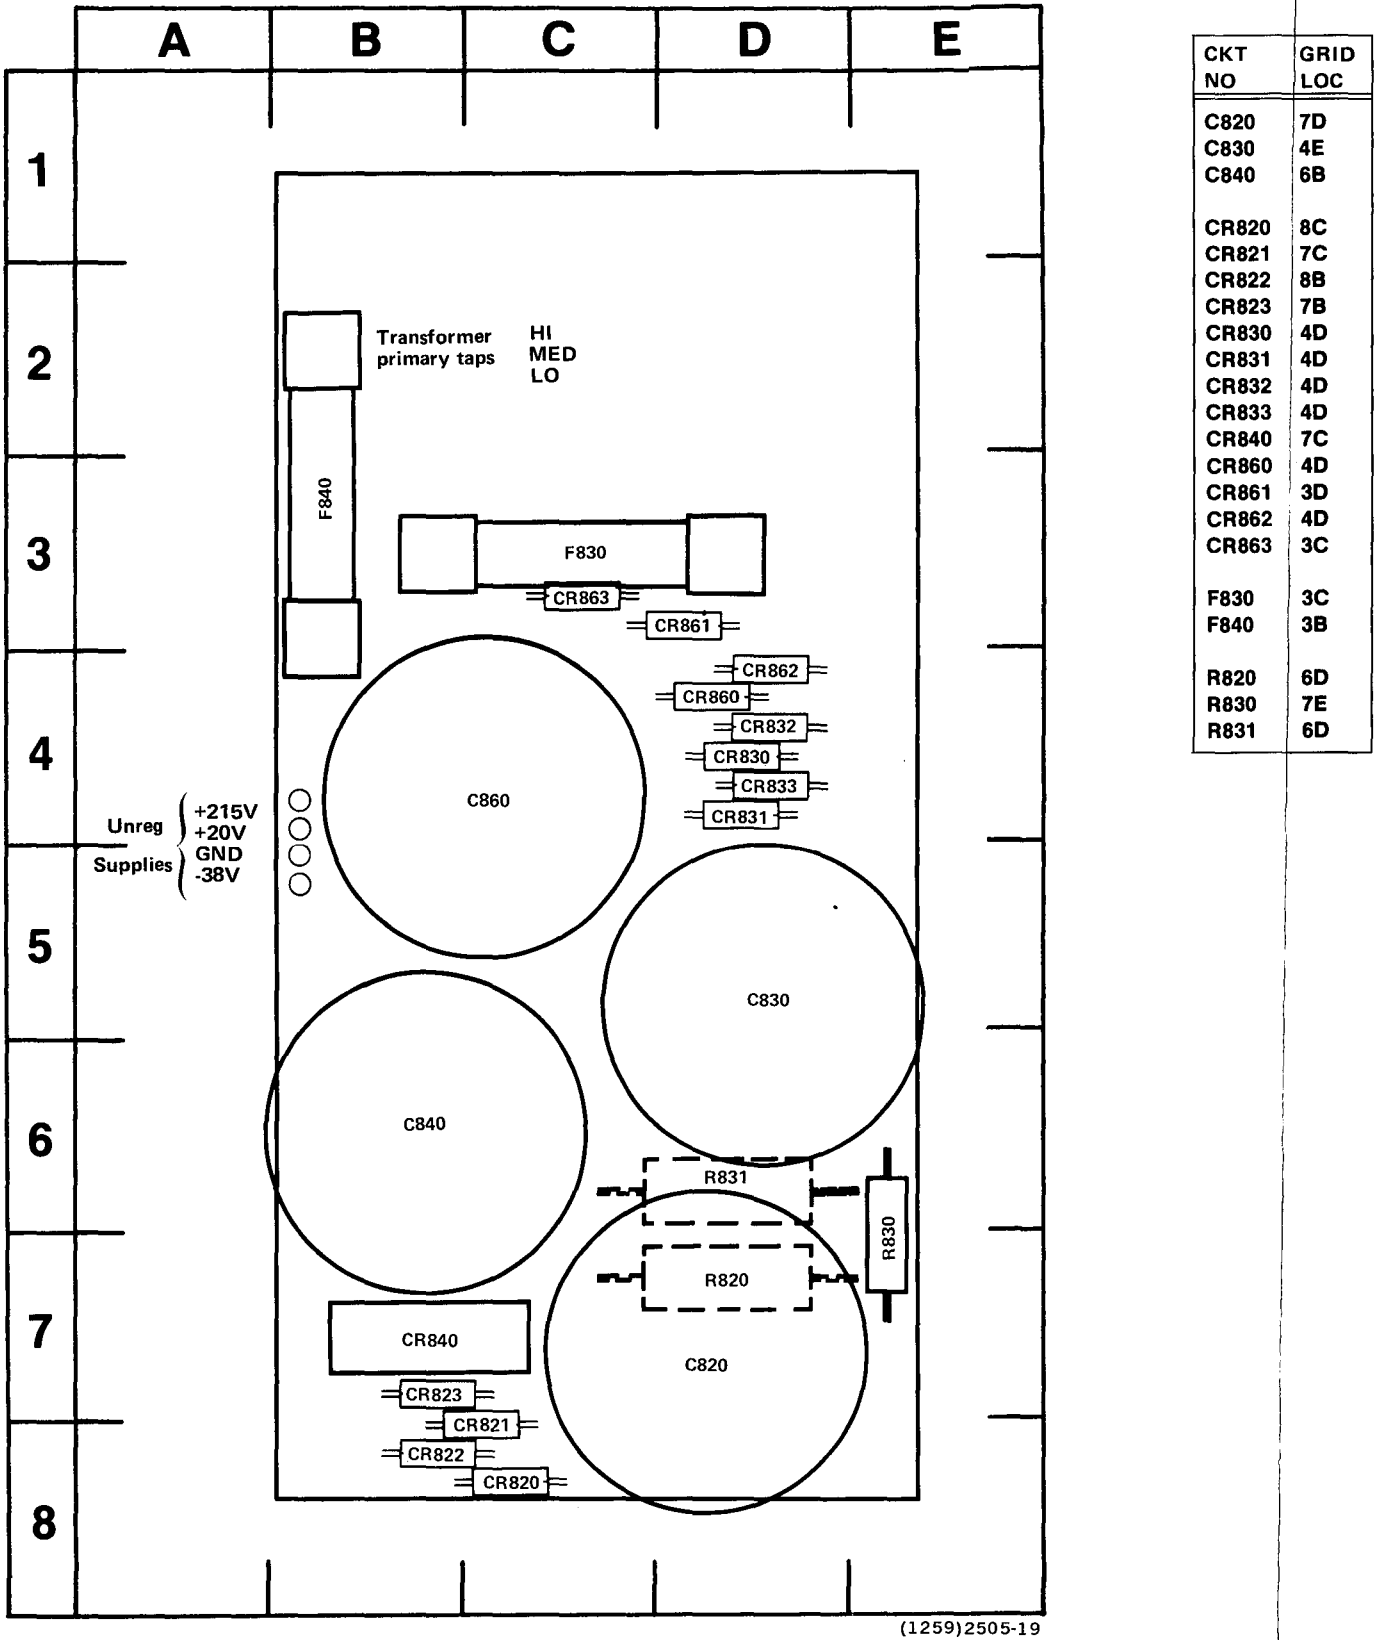 A B C D E
1
2
3
4
5
6
7
8
Transformer
primary taps
HI
MED
LO
F840
F830
CR863
CR861
CR862
CR860
CR832
CR830
CR833
CR831
C860
Unreg
Supplies
+215V
+20V
GND
-38V
C830
C840
R831
R830
R820
CR840
C820
CR823
CR821
CR822
CR820
(1259)2505-19
CKT GRID
NO LOC
C820 7D
C830 4E
C840 6B
CR820 8C
CR821 7C
CR822 8B
CR823 7B
CR830 4D
CR831 4D
CR832 4D
CR833 4D
CR840 7C
CR860 4D
CR861 3D
CR862 4D
CR863 3C
F830 3C
F840 3B
R820 6D
R830 7E
R831 6D